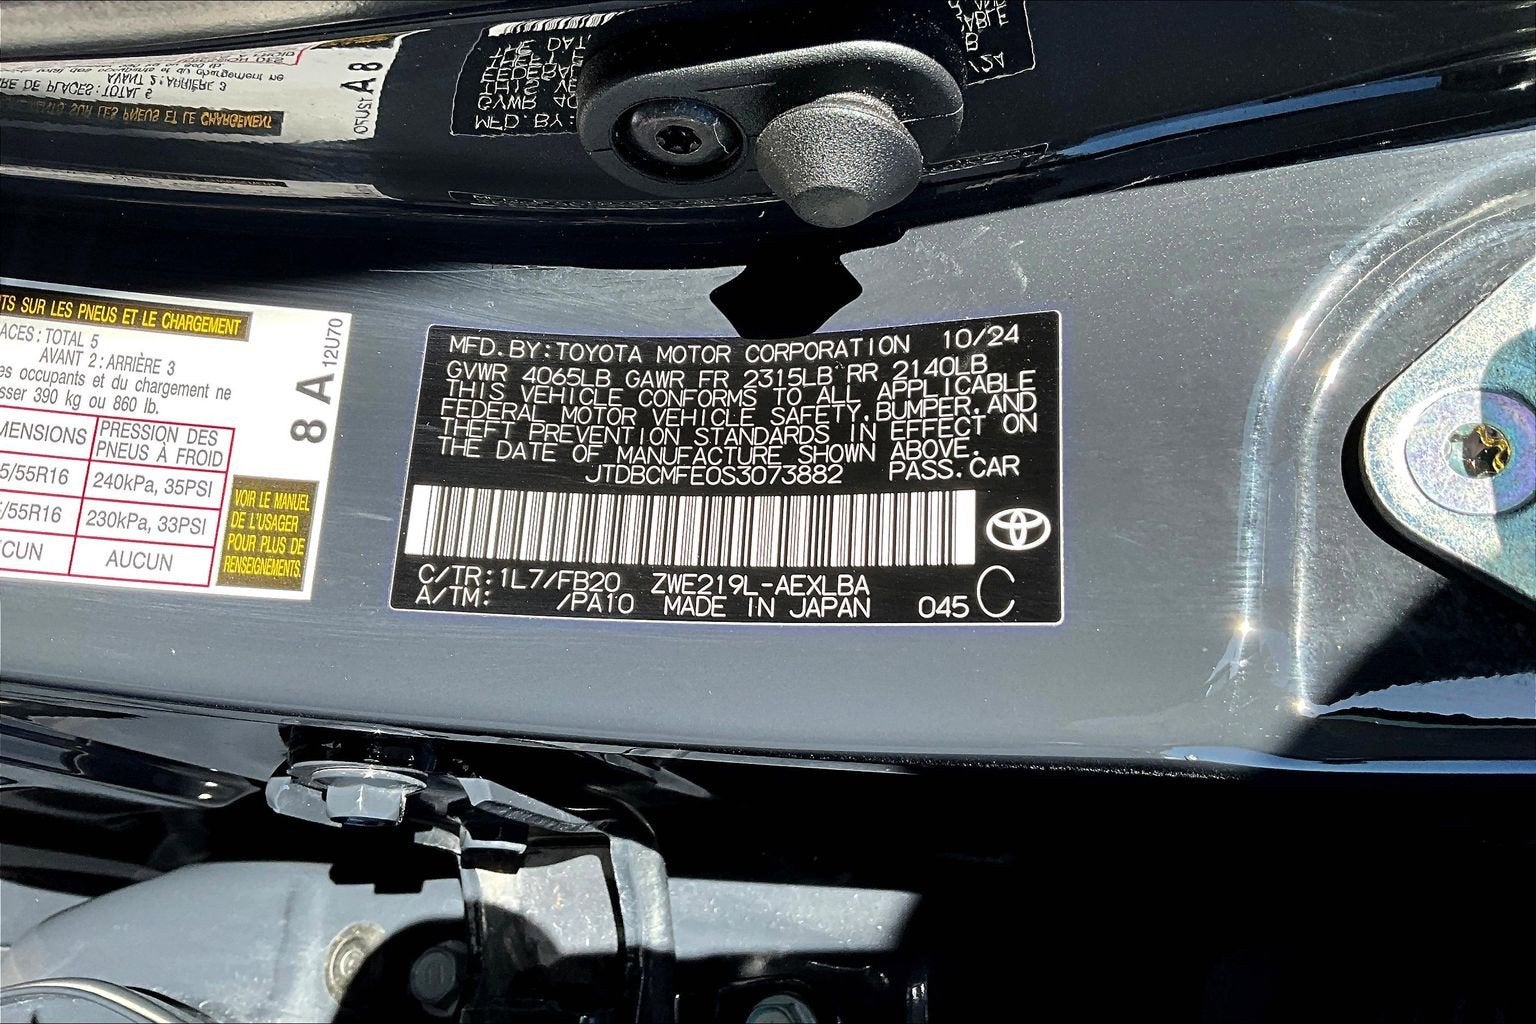 TS SUR LES PNEUS ET LE CHARGEMENT
ACES: TOTAL 5
AVANT 2: ARRIÈRE 3
es occupants et du chargement ne
sser 390 kg ou 860 lb.
MENSIONS PRESSION DES PNEUS À FROID
5/55R16 240kPa, 35PSI
/55R16 230kPa, 33PSI
CUN AUCUN
VOIR LE MANUEL
DE L'USAGER
POUR PLUS DE
RENSEIGNEMENTS.
8 A 12U70
MFD.BY:TOYOTA MOTOR CORPORATION 10/24
GVWR 4065LB GAWR FR 2315LB RR 2140LB
THIS VEHICLE CONFORMS TO ALL APPLICABLE
FEDERAL MOTOR VEHICLE SAFETY,BUMPER,AND
THEFT PREVENTION STANDARDS IN EFFECT ON
THE DATE OF MANUFACTURE SHOWN ABOVE.
JTDBCMFE0S3073882 PASS.CAR
C/TR:1L7/FB20 ZWE219L-AEXLBA
A/TM: /PA10 MADE IN JAPAN 045 C